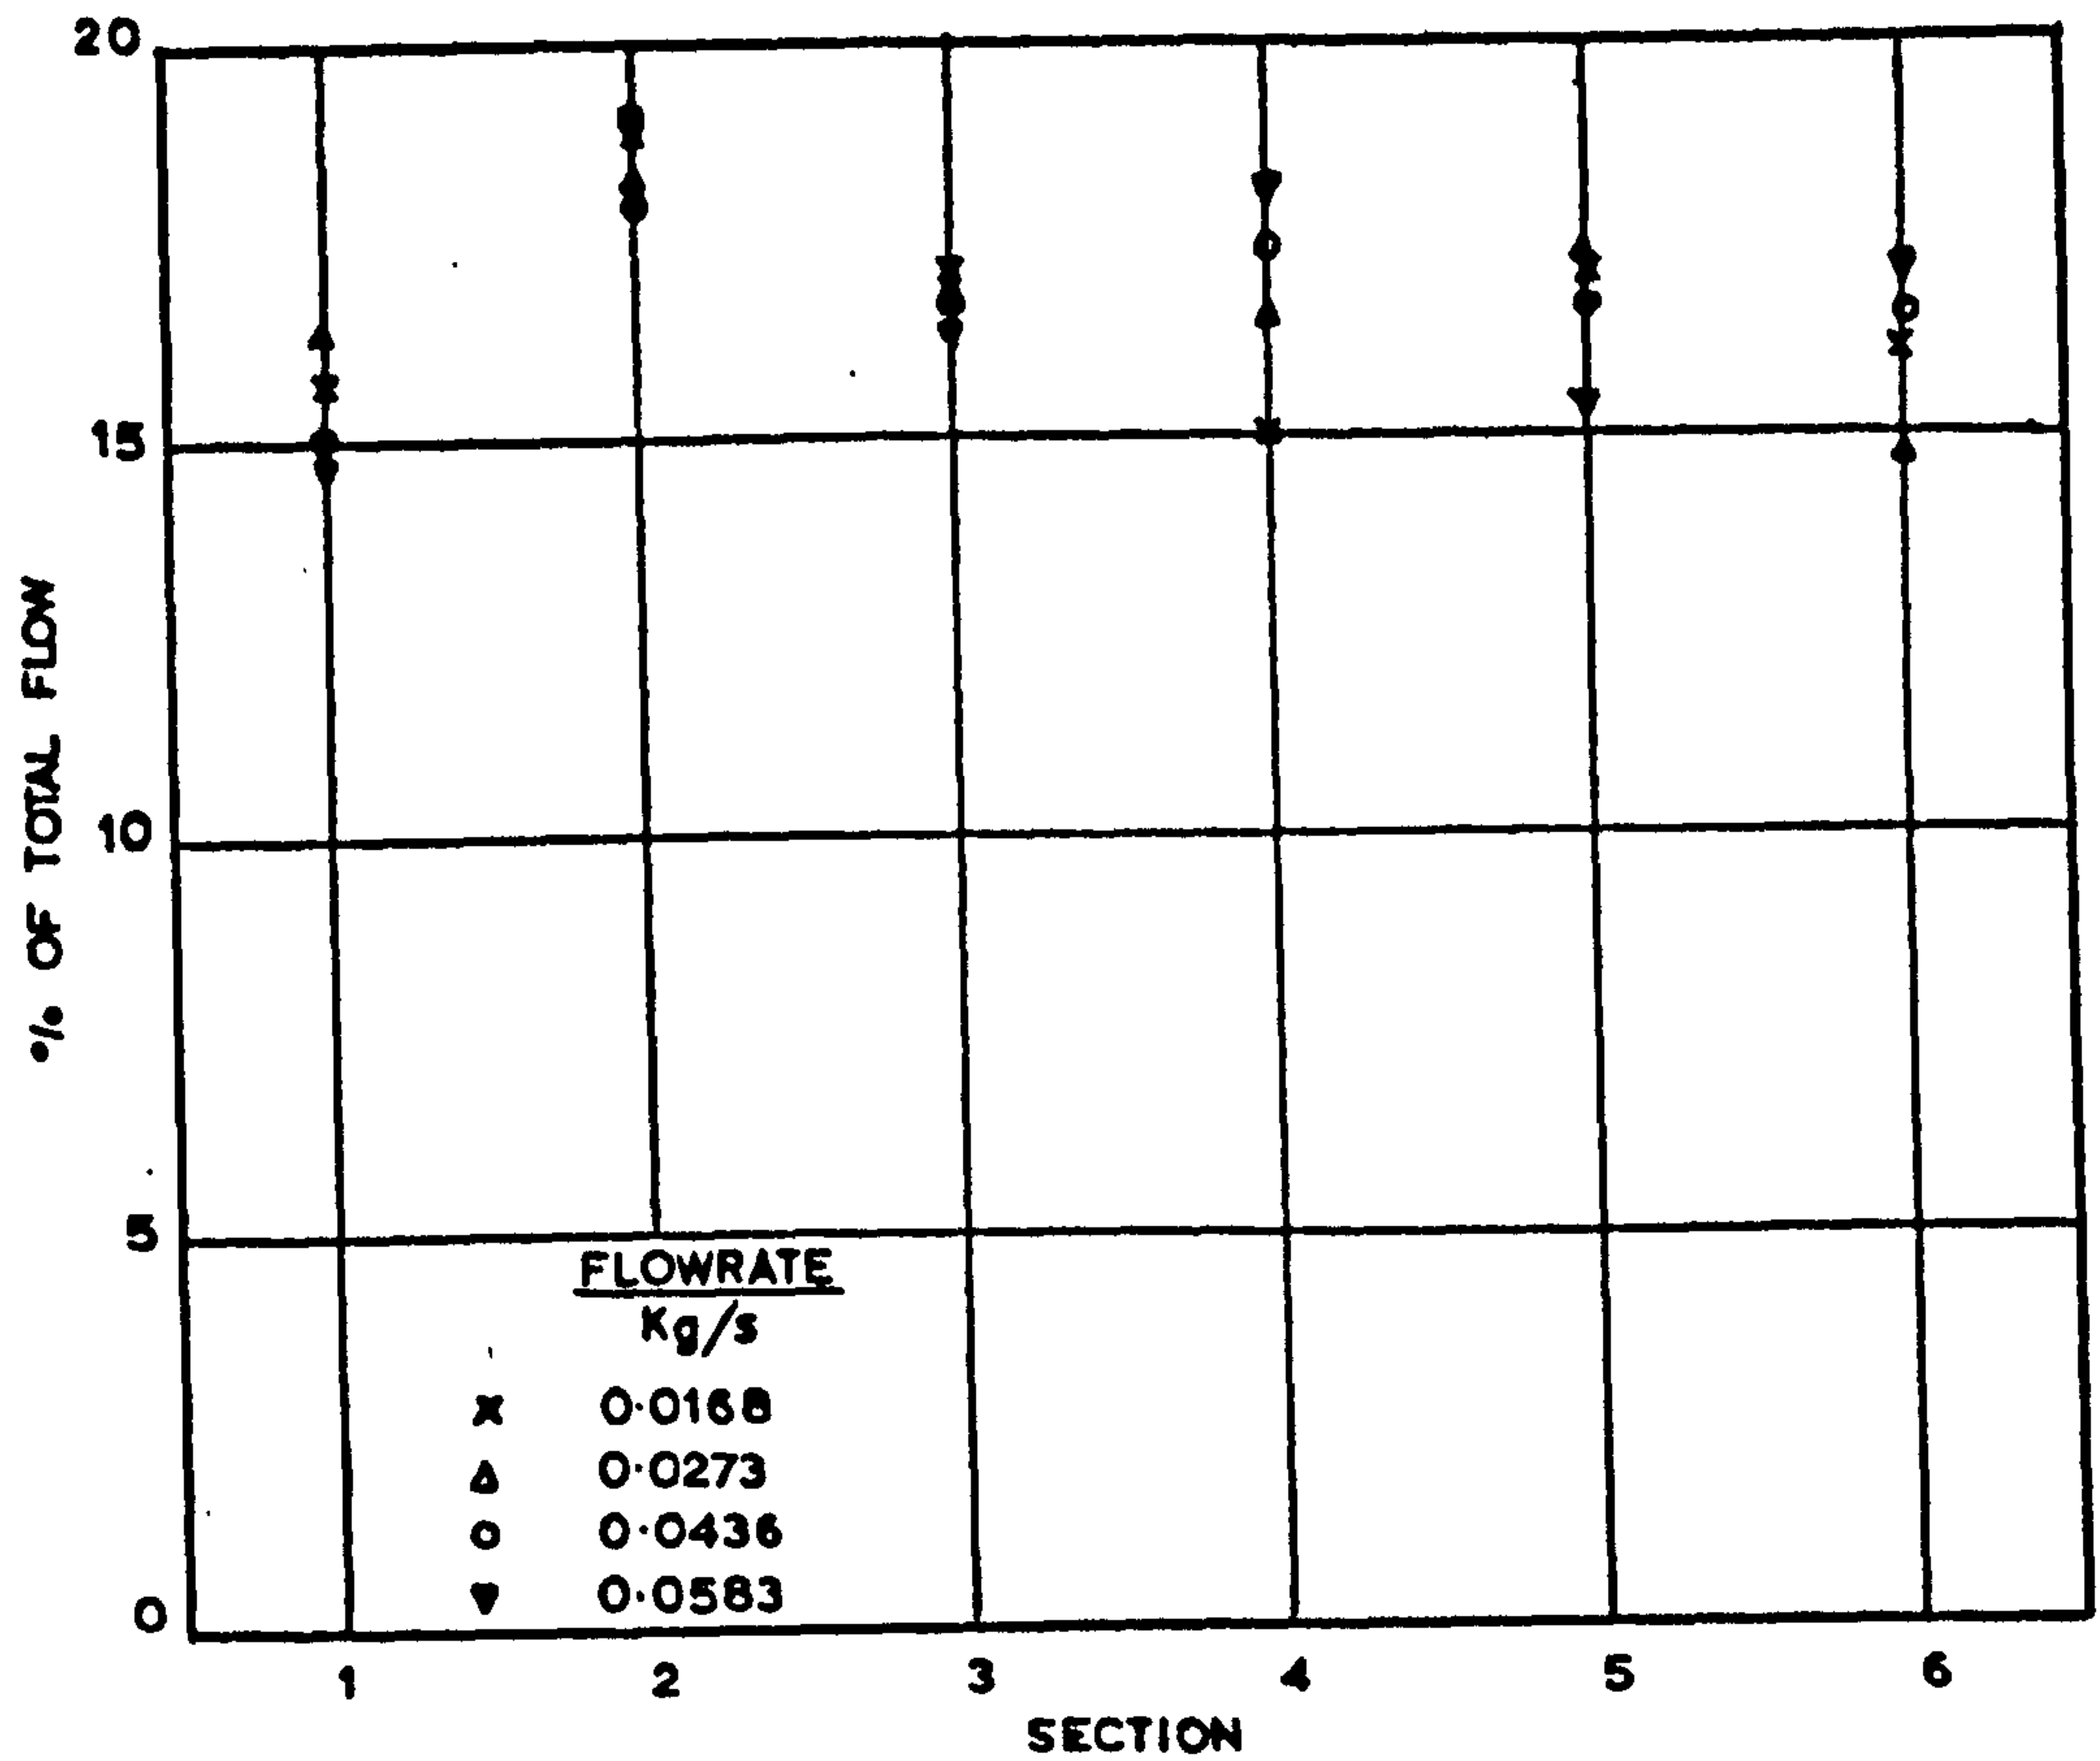 20
15
10
5
0
% OF TOTAL FLOW
FLOWRATE
Kg/s
x 0.0168
△ 0.0273
o 0.0436
▼ 0.0583
1 2 3 4 5 6
SECTION